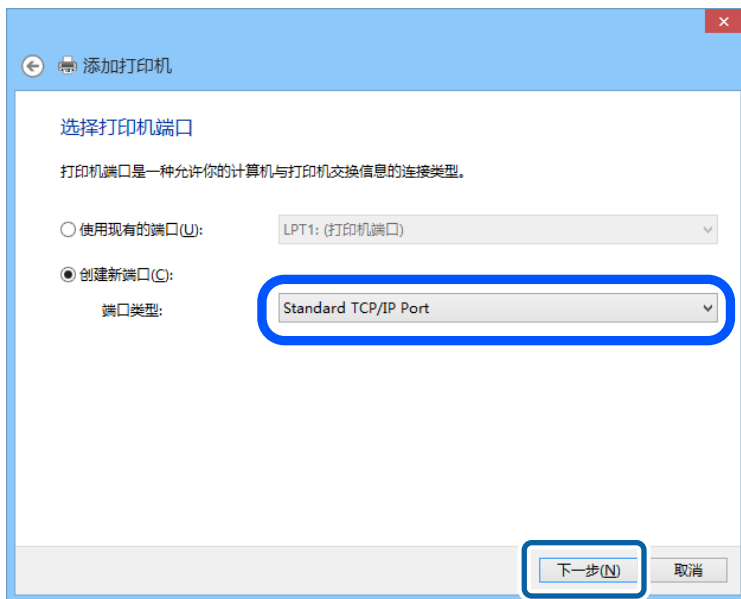 添加打印机
选择打印机端口
打印机端口是一种允许你的计算机与打印机交换信息的连接类型。
使用现有的端口(U): LPT1: (打印机端口)
创建新端口(C):
端口类型: Standard TCP/IP Port
下一步(N) 取消